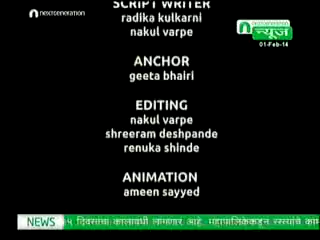 SCRIPT WRITER
radika kulkarni
nakul varpe
nextgeneration
nextgeneration
न्यूज
01-Feb-14
ANCHOR
geeta bhairi
EDITING
nakul varpe
shreeram deshpande
renuka shinde
ANIMATION
ameen sayyed
NEWS
दिवसांचा कालावधी लागणार आहे. महापालिकेकडून रस्त्यांचे काम